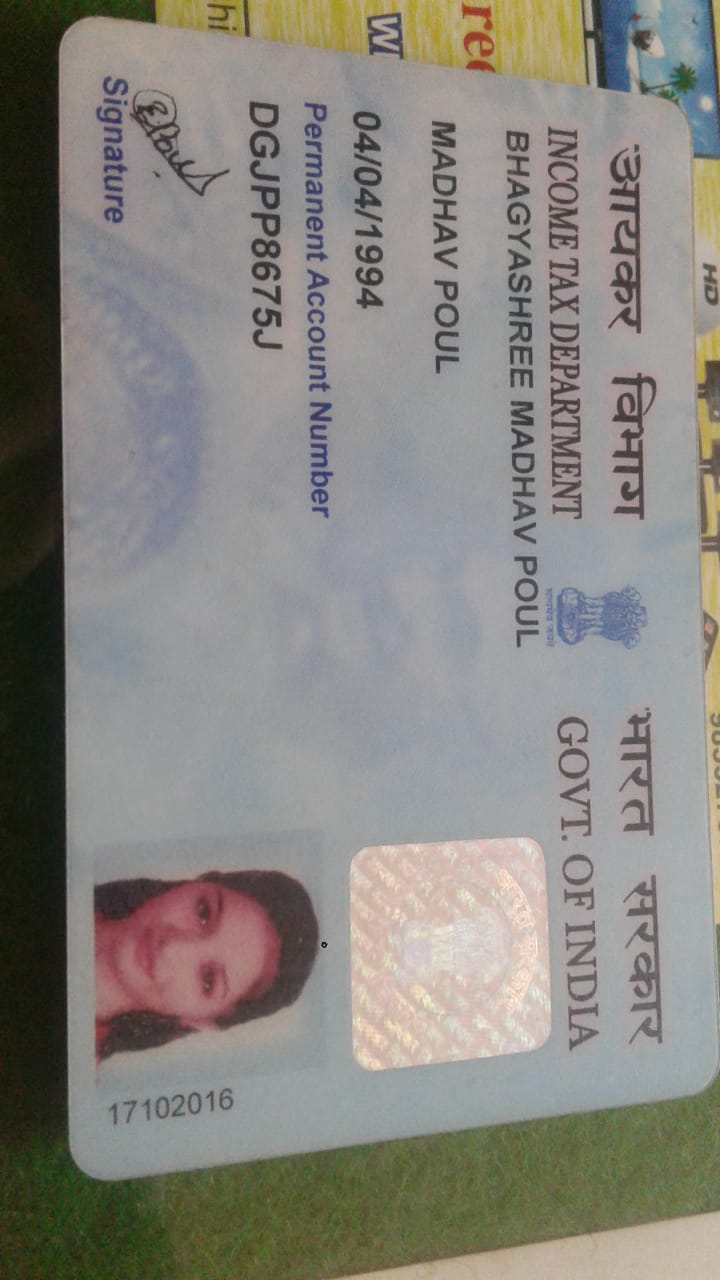 आयकर विभाग
INCOME TAX DEPARTMENT
भारत सरकार
GOVT. OF INDIA
BHAGYASHREE MADHAV POUL
MADHAV POUL
04/04/1994
Permanent Account Number
DGJPP8675J
Signature
17102016
HD